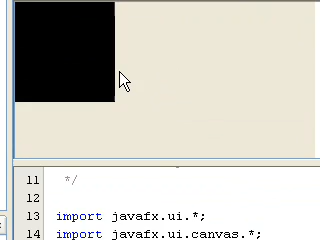 11 */
12
13 import javafx.ui.*;
14 import javafx.ui.canvas.*;